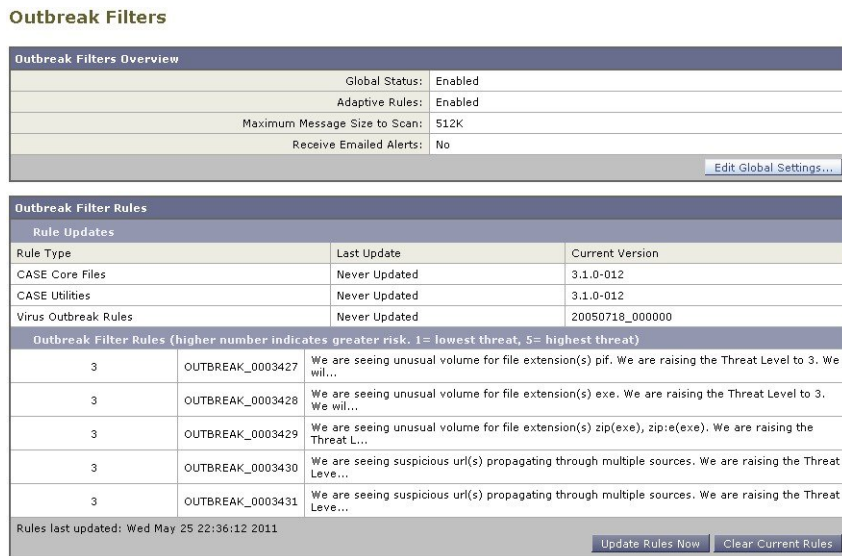 Outbreak Filters
Outbreak Filters Overview
Global Status: Enabled
Adaptive Rules: Enabled
Maximum Message Size to Scan: 512K
Receive Emailed Alerts: No
Edit Global Settings...
Outbreak Filter Rules
Rule Updates
Rule Type Last Update Current Version
CASE Core Files Never Updated 3.1.0-012
CASE Utilities Never Updated 3.1.0-012
Virus Outbreak Rules Never Updated 20050718_000000
Outbreak Filter Rules (higher number indicates greater risk. 1= lowest threat, 5= highest threat)
3 OUTBREAK_0003427 We are seeing unusual volume for file extension(s) pif. We are raising the Threat Level to 3. We
wil...
3 OUTBREAK_0003428 We are seeing unusual volume for file extension(s) exe. We are raising the Threat Level to 3.
We wil...
3 OUTBREAK_0003429 We are seeing unusual volume for file extension(s) zip(exe), zip:e(exe). We are raising the
Threat L...
3 OUTBREAK_0003430 We are seeing suspicious url(s) propagating through multiple sources. We are raising the Threat
Leve...
3 OUTBREAK_0003431 We are seeing suspicious url(s) propagating through multiple sources. We are raising the Threat
Leve...
Rules last updated: Wed May 25 22:36:12 2011
Update Rules Now Clear Current Rules